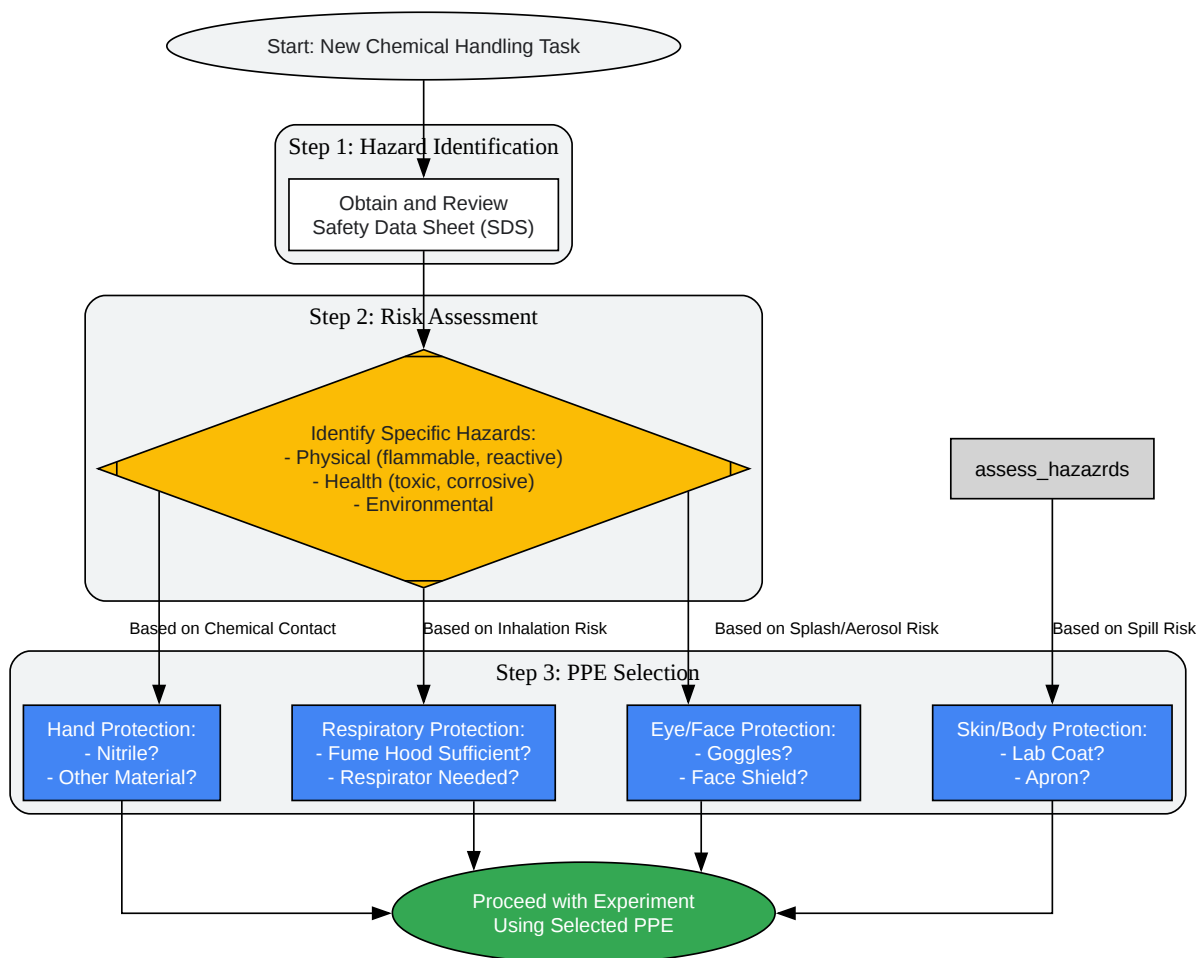 Start: New Chemical Handling Task
Step 1: Hazard Identification
Obtain and Review
Safety Data Sheet (SDS)
Step 2: Risk Assessment
Identify Specific Hazards:
- Physical (flammable, reactive)
- Health (toxic, corrosive)
- Environmental
assess_hazazrds
Based on Chemical Contact
Based on Inhalation Risk
Based on Splash/Aerosol Risk
Based on Spill Risk
Step 3: PPE Selection
Hand Protection:
- Nitrile?
- Other Material?
Respiratory Protection:
- Fume Hood Sufficient?
- Respirator Needed?
Eye/Face Protection:
- Goggles?
- Face Shield?
Skin/Body Protection:
- Lab Coat?
- Apron?
Proceed with Experiment
Using Selected PPE